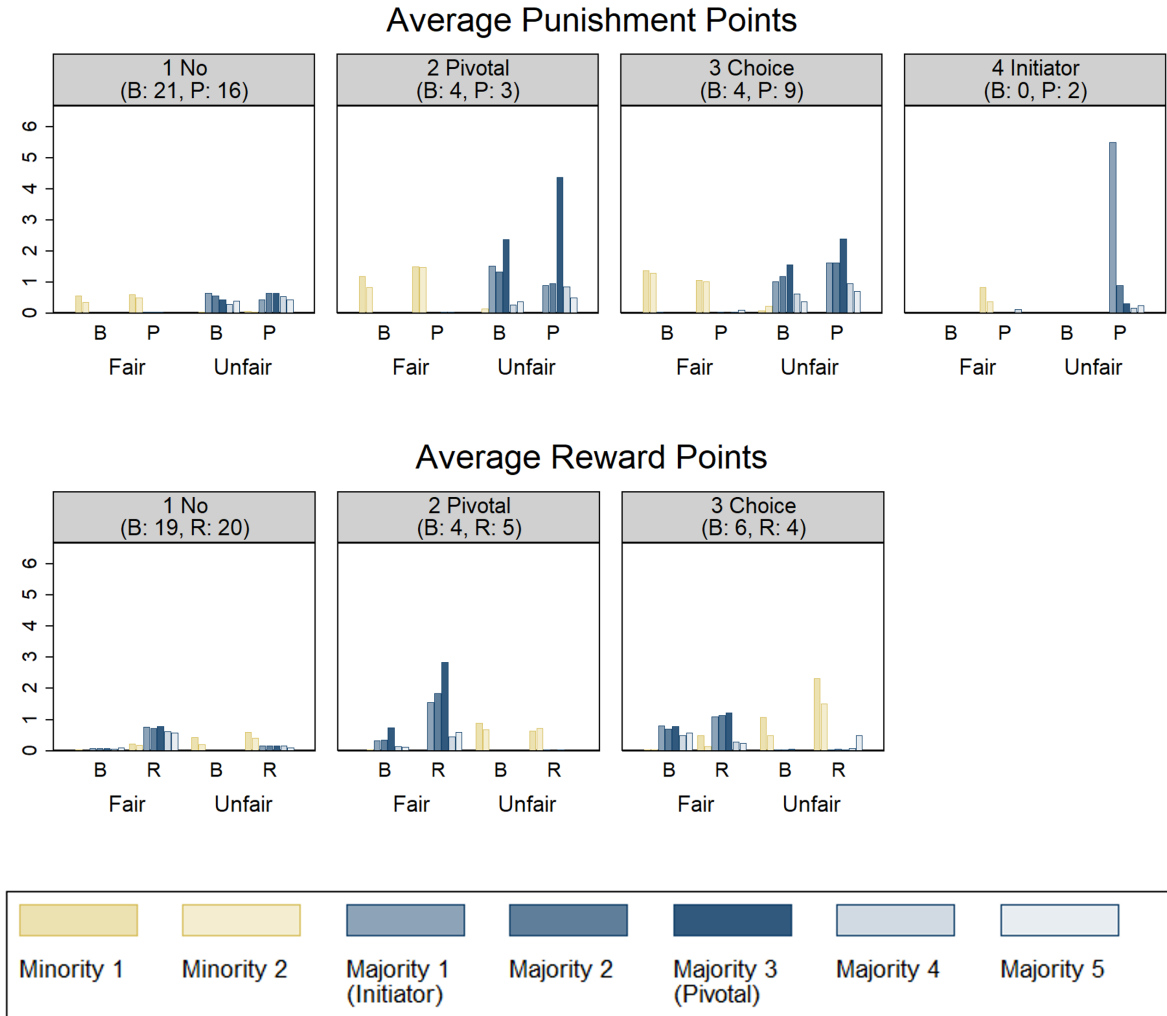 Average Punishment Points
1 No
(B: 21, P: 16)
2 Pivotal
(B: 4, P: 3)
3 Choice
(B: 4, P: 9)
4 Initiator
(B: 0, P: 2)
6
5
4
3
2
1
0
B P B P
Fair Unfair
B P B P
Fair Unfair
B P B P
Fair Unfair
B P B P
Fair Unfair
Average Reward Points
1 No
(B: 19, R: 20)
2 Pivotal
(B: 4, R: 5)
3 Choice
(B: 6, R: 4)
6
5
4
3
2
1
0
B R B R
Fair Unfair
B R B R
Fair Unfair
B R B R
Fair Unfair
Minority 1
Minority 2
Majority 1
(Initiator)
Majority 2
Majority 3
(Pivotal)
Majority 4
Majority 5